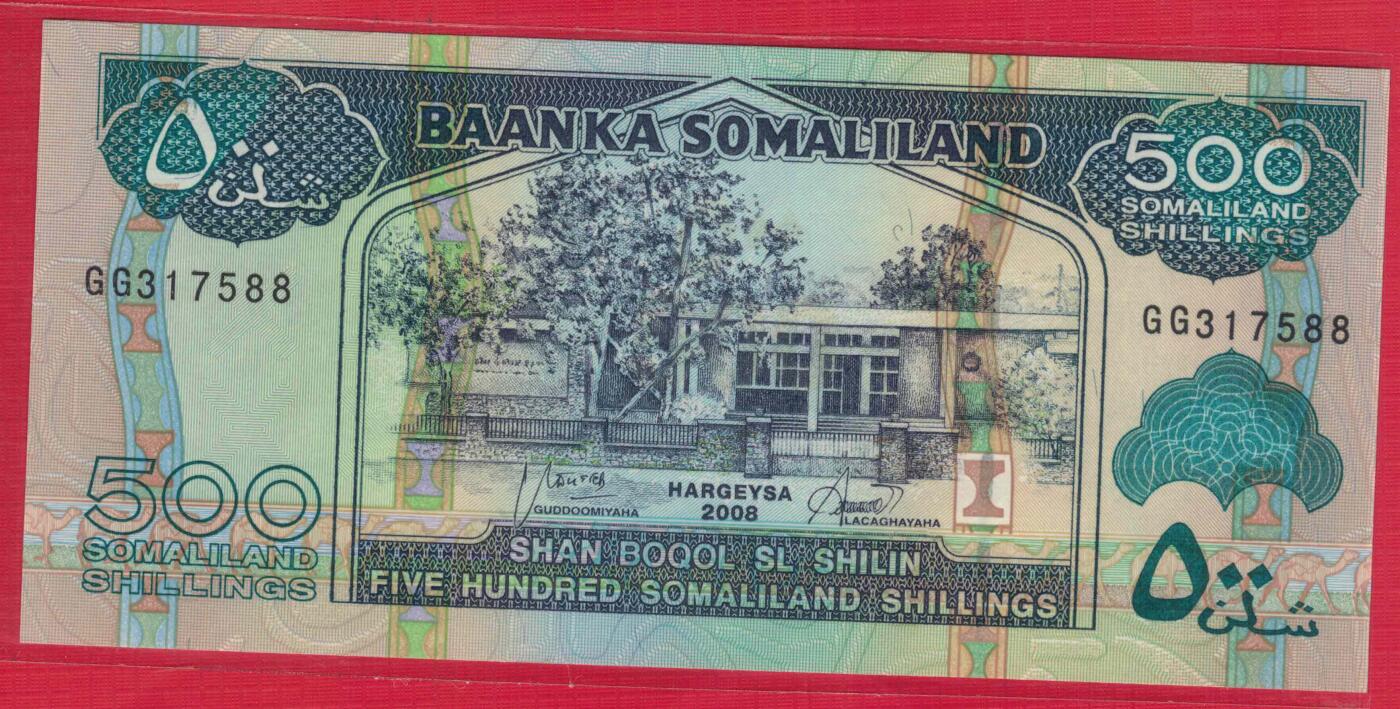 BAANKA SOMALILAND
٥٠٠
شلن
500
SOMALILAND
SHILLINGS
GG317588
GG317588
HARGEYSA
2008
GUDDOOMIYAHA
LACAGHAYAHA
500
SOMALILAND
SHILLINGS
SHAN BOQOL SL SHILIN
FIVE HUNDRED SOMALILAND SHILLINGS
٥٠٠
شلن